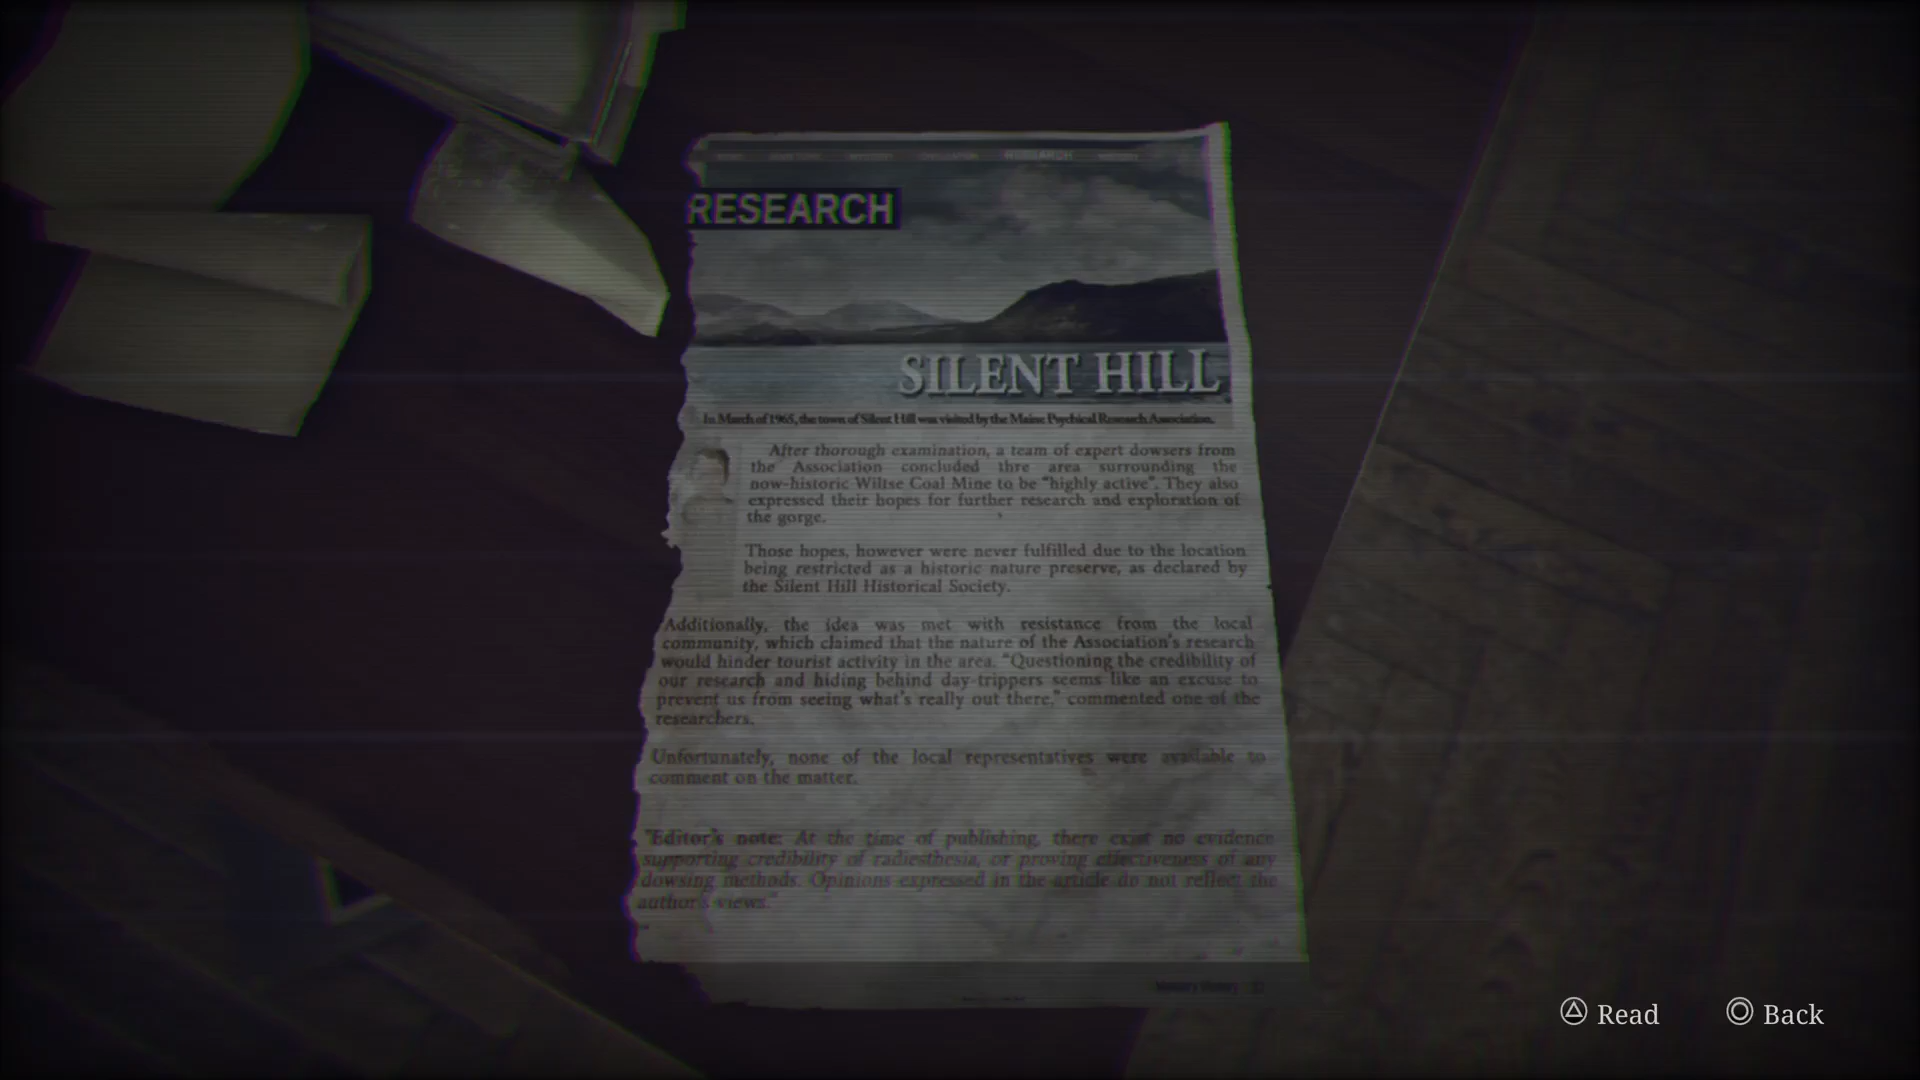 RESEARCH
RESEARCH
SILENT HILL
In March of 1965, the town of Silent Hill was visited by the Maine Psychical Research Association.
After thorough examination, a team of expert dowsers from
the Association concluded thre area surrounding the
now-historic Wiltse Coal Mine to be "highly active". They also
expressed their hopes for further research and exploration of
the gorge.
Those hopes, however were never fulfilled due to the location
being restricted as a historic nature preserve, as declared by
the Silent Hill Historical Society.
Additionally, the idea was met with resistance from the local
community, which claimed that the nature of the Association's research
would hinder tourist activity in the area. "Questioning the credibility of
our research and hiding behind day-trippers seems like an excuse to
prevent us from seeing what's really out there," commented one of the
researchers.
Unfortunately, none of the local representatives were available to
comment on the matter.
"Editor's note: At the time of publishing, there exist no evidence
supporting credibility of radiesthesia, or proving effectiveness of any
dowsing methods. Opinions expressed in the article do not reflect the
author's views."
Read Back